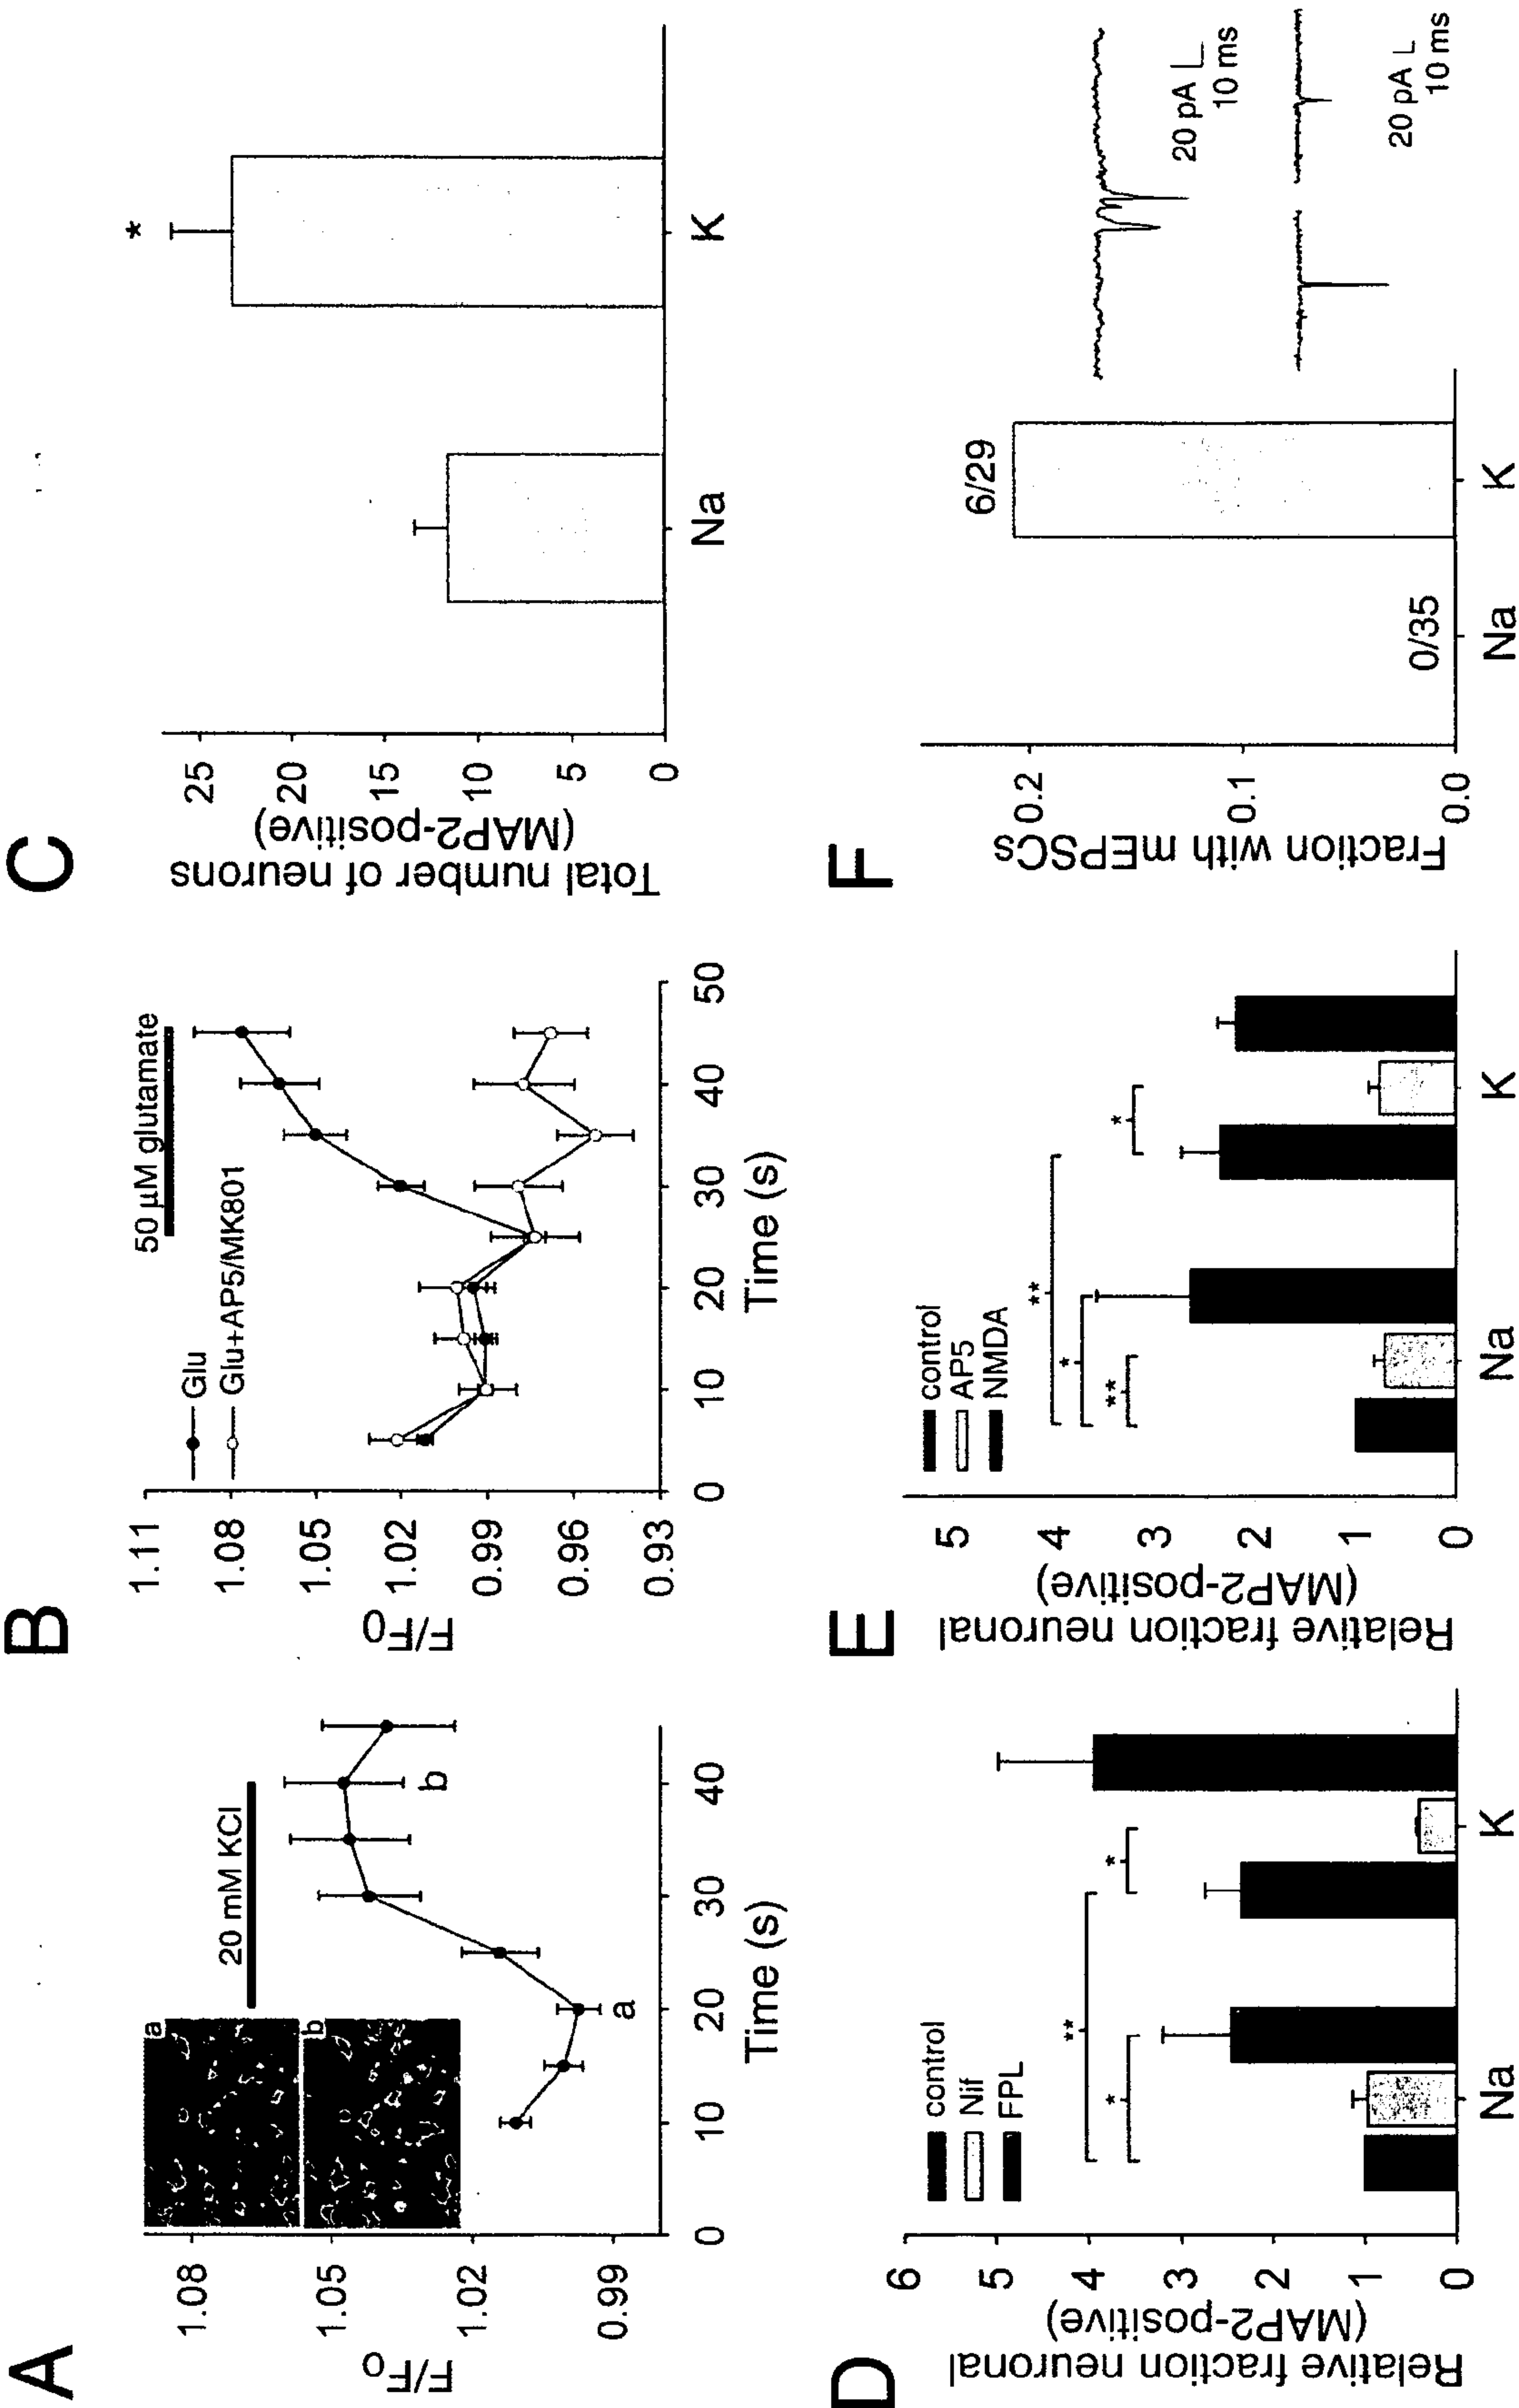 A
F/F0
1.08
1.05
1.02
0.99
a
b
20 mM KCl
a
b
0 10 20 30 40
Time (s)
B
F/F0
1.11
1.08
1.05
1.02
0.99
0.96
0.93
Glu
Glu+AP5/MK801
50 µM glutamate
0 10 20 30 40 50
Time (s)
C
Total number of neurons
(MAP2-positive)
25
20
15
10
5
0
*
Na K
D
Relative fraction neuronal
(MAP2-positive)
6
5
4
3
2
1
0
control
Nif
FPL
**
*
*
Na K
E
Relative fraction neuronal
(MAP2-positive)
5
4
3
2
1
0
control
AP5
NMDA
**
*
**
*
Na K
F
Fraction with mEPSCs
0.2
0.1
0.0
0/35
6/29
Na K
20 pA
10 ms
20 pA
10 ms